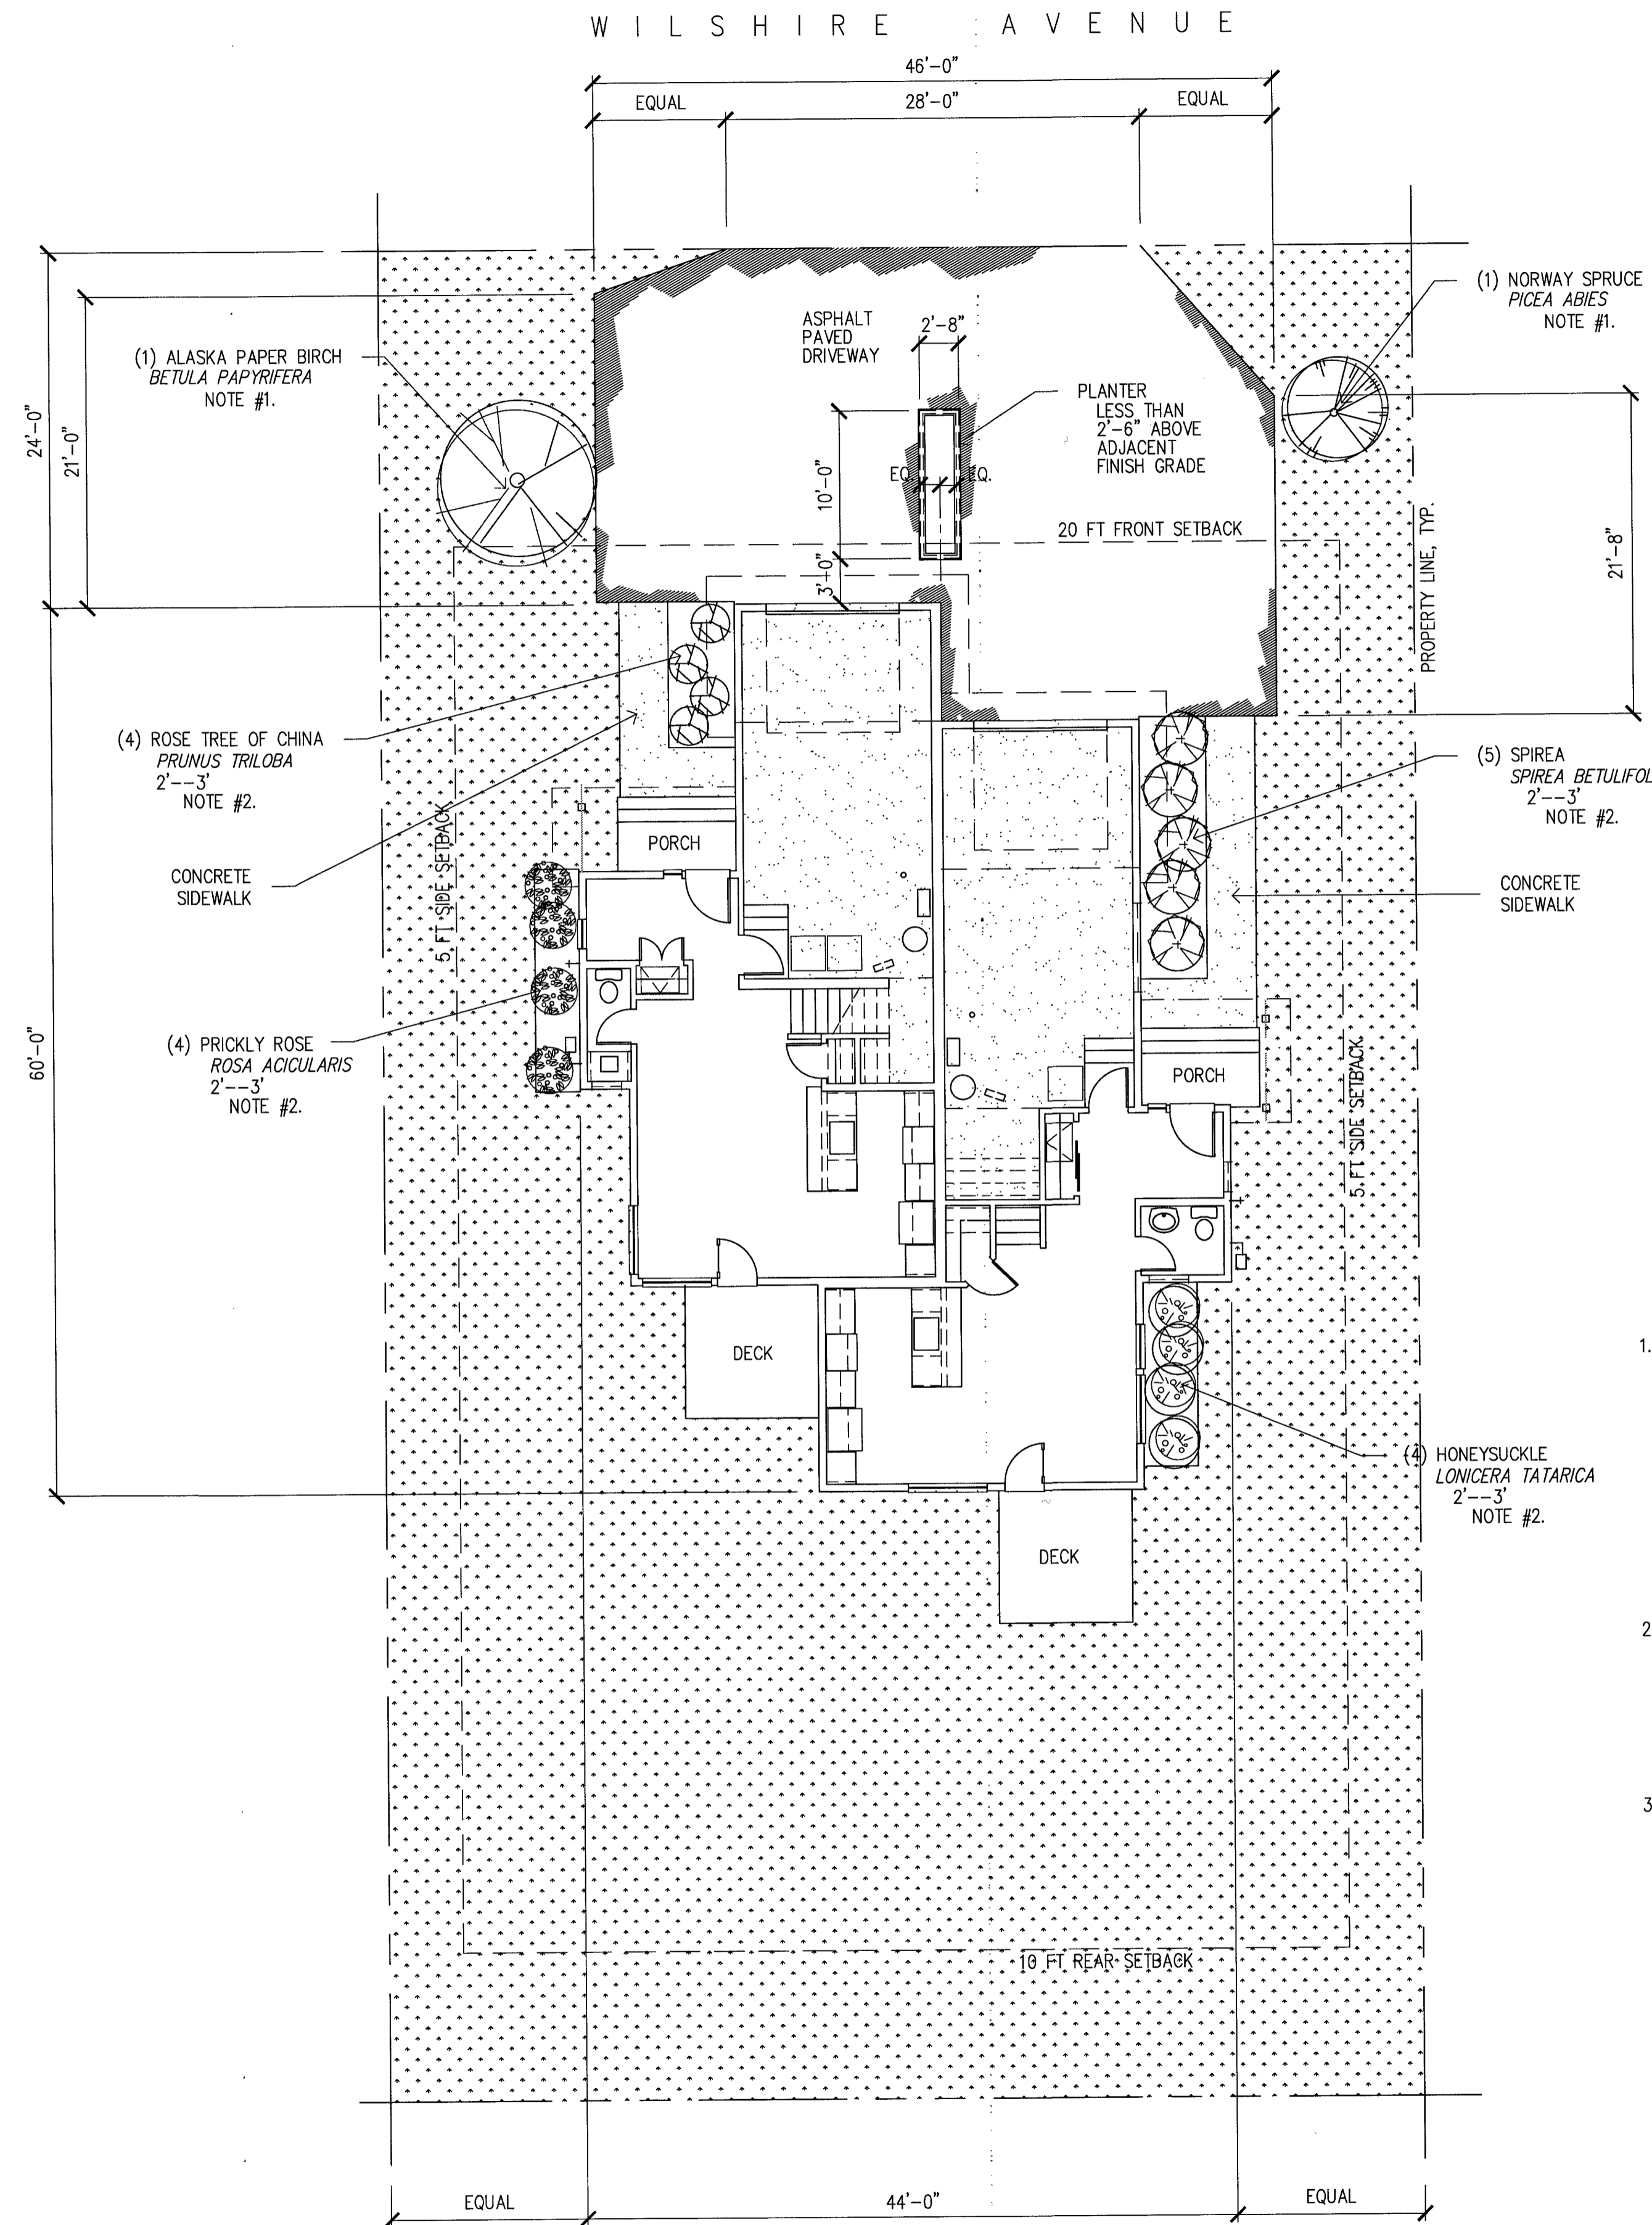 WILSHIRE AVENUE
46'-0"
EQUAL
28'-0"
EQUAL
(1) NORWAY SPRUCE
PICEA ABIES
NOTE #1.
ASPHALT
PAVED
DRIVEWAY
2'-8"
(1) ALASKA PAPER BIRCH
BETULA PAPYRIFERA
NOTE #1.
PLANTER
LESS THAN
2'-6" ABOVE
ADJACENT
FINISH GRADE
24'-0"
21'-0"
10'-0"
EQ.
EQ.
20 FT FRONT SETBACK
PROPERTY LINE, TYP.
21'-8"
3'-0"
(4) ROSE TREE OF CHINA
PRUNUS TRILOBA
2'--3'
NOTE #2.
(5) SPIREA
SPIREA BETULIFOL
2'--3'
NOTE #2.
PORCH
5 FT SIDE SETBACK
CONCRETE
SIDEWALK
CONCRETE
SIDEWALK
(4) PRICKLY ROSE
ROSA ACICULARIS
2'--3'
NOTE #2.
60'-0"
PORCH
5 FT SIDE SETBACK
DECK
1.
(4) HONEYSUCKLE
LONICERA TATARICA
2'--3'
NOTE #2.
DECK
2
3
10 FT REAR SETBACK
EQUAL
44'-0"
EQUAL